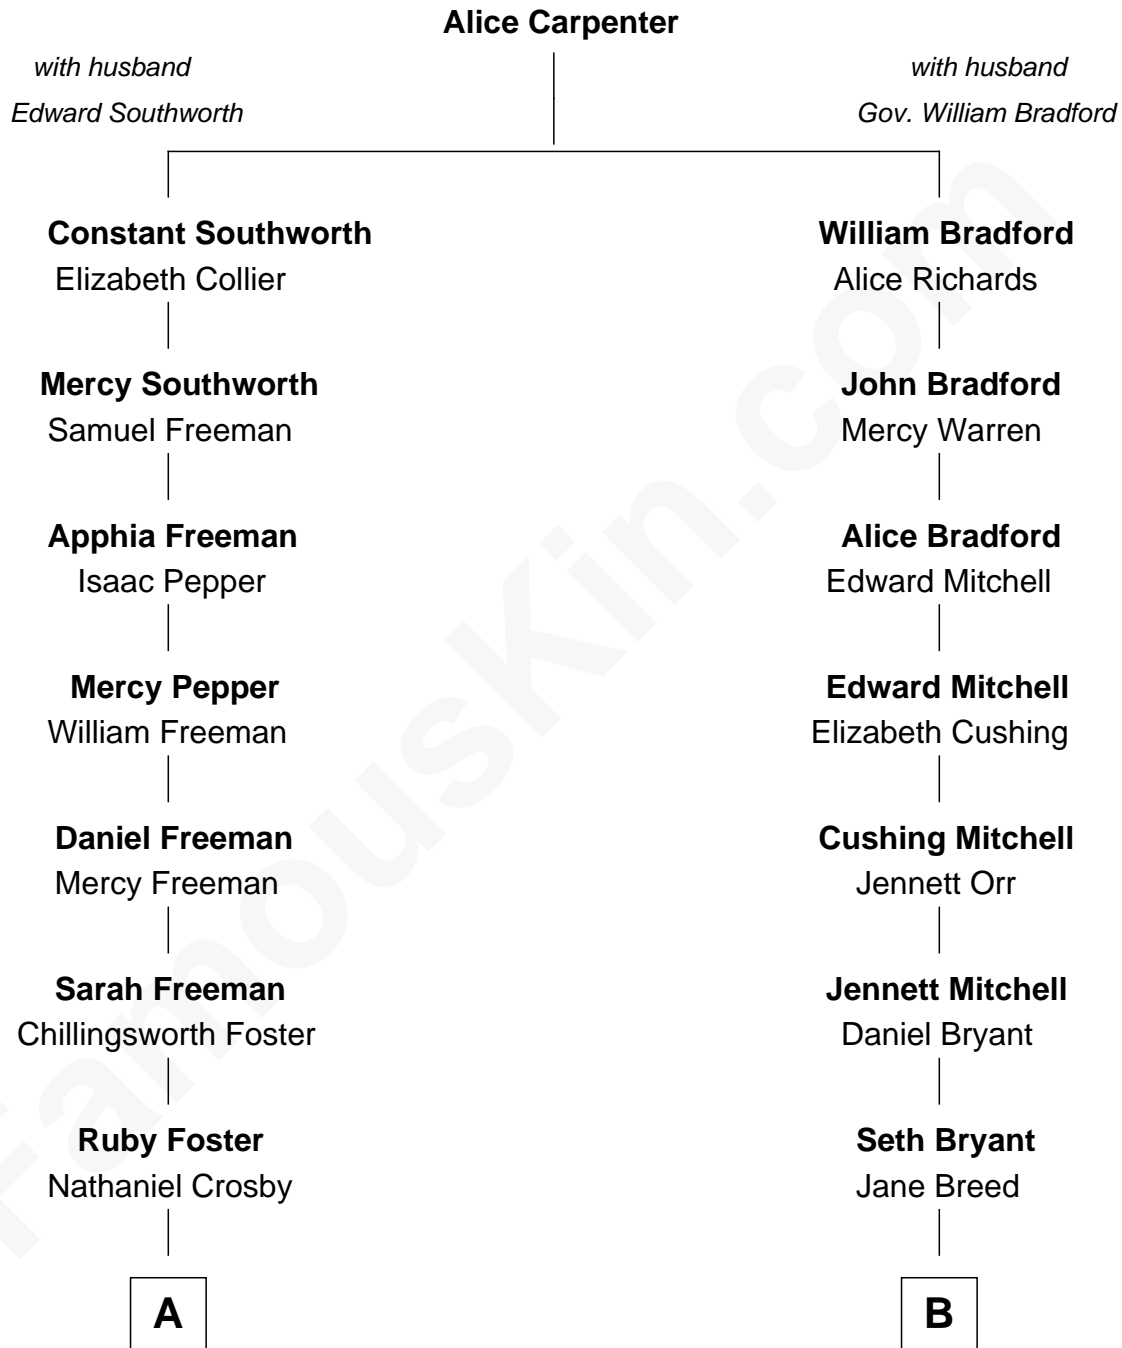 Alice Carpenter
with husband
Edward Southworth
with husband
Gov. William Bradford
Constant Southworth
Elizabeth Collier
William Bradford
Alice Richards
Mercy Southworth
Samuel Freeman
John Bradford
Mercy Warren
Apphia Freeman
Isaac Pepper
Alice Bradford
Edward Mitchell
Mercy Pepper
William Freeman
Edward Mitchell
Elizabeth Cushing
Daniel Freeman
Mercy Freeman
Cushing Mitchell
Jennett Orr
Sarah Freeman
Chillingsworth Foster
Jennett Mitchell
Daniel Bryant
Ruby Foster
Nathaniel Crosby
Seth Bryant
Jane Breed
A
B
FamousKin.com